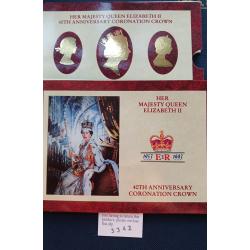 HER MAJESTY QUEEN ELIZABETH II
40TH ANNIVERSARY CORONATION CROWN
HER
MAJESTY QUEEN
ELIZABETH II
1953 EIIR 1993
40TH ANNIVERSARY
CORONATION CROWN
3342